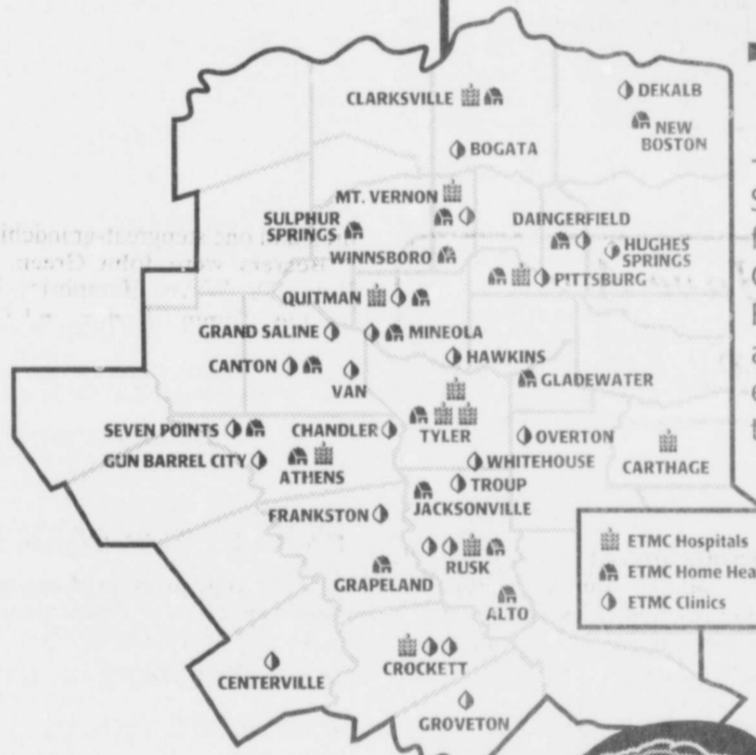 CLARKSVILLE
DEKALB
NEW
BOSTON
BOGATA
MT. VERNON
SULPHUR
SPRINGS
DAINGERFIELD
HUGHES
SPRINGS
WINNSBORO
PITTSBURG
QUITMAN
GRAND SALINE
MINEOLA
HAWKINS
CANTON
VAN
GLADEWATER
SEVEN POINTS
CHANDLER
TYLER
OVERTON
GUN BARREL CITY
ATHENS
WHITEHOUSE
CARTHAGE
TROUP
JACKSONVILLE
FRANKSTON
RUSK
GRAPELAND
ALTO
ETMC Hospitals
ETMC Home Hea
ETMC Clinics
CROCKETT
CENTERVILLE
GROVETON